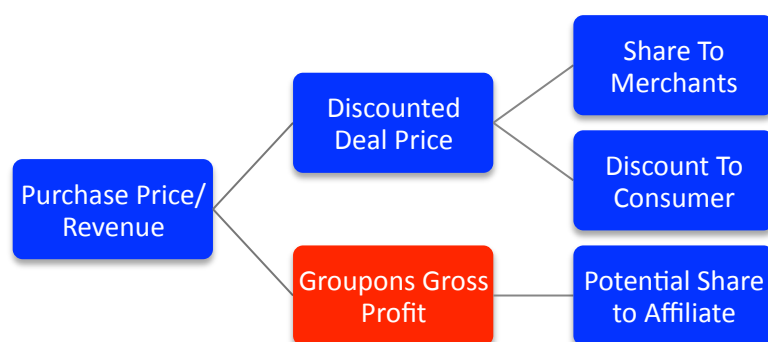 Share To
Merchants
Discounted
Deal Price
Discount To
Consumer
Purchase Price/
Revenue
Groupons Gross
Profit
Potential Share
to Affiliate